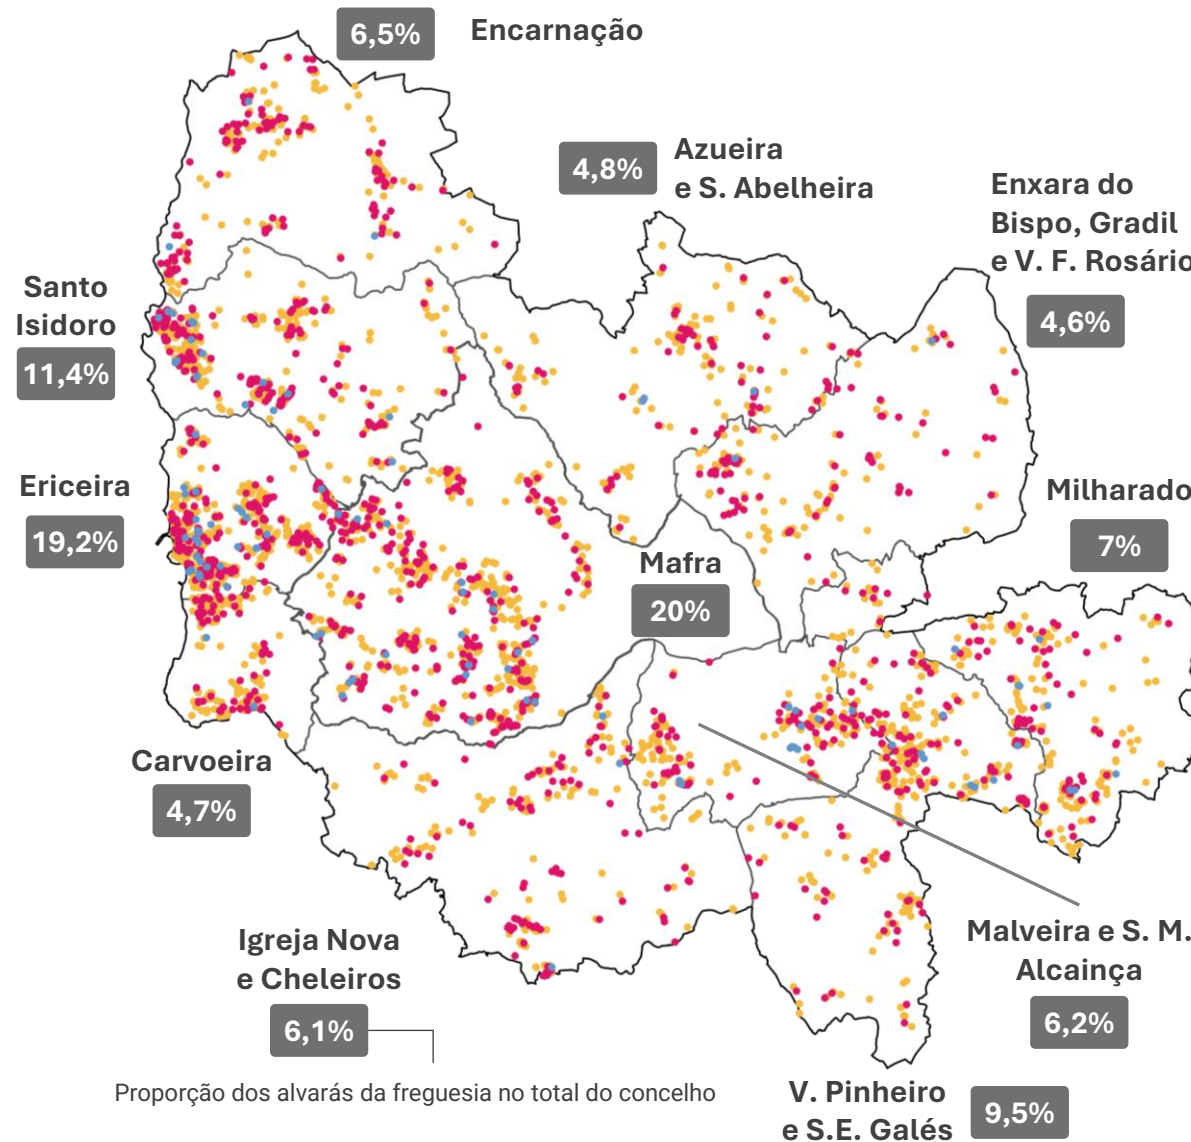 6,5%
Encarnação
4,8%
Azueira
e S. Abelheira
Enxara do
Bispo, Gradil
e V. F. Rosário
4,6%
Santo
Isidoro
11,4%
Ericeira
19,2%
Milharado
7%
Mafra
20%
Carvoeira
4,7%
Igreja Nova
e Cheleiros
6,1%
Proporção dos alvarás da freguesia no total do concelho
Malveira e S. M.
Alcainça
6,2%
V. Pinheiro
e S.E. Galés
9,5%